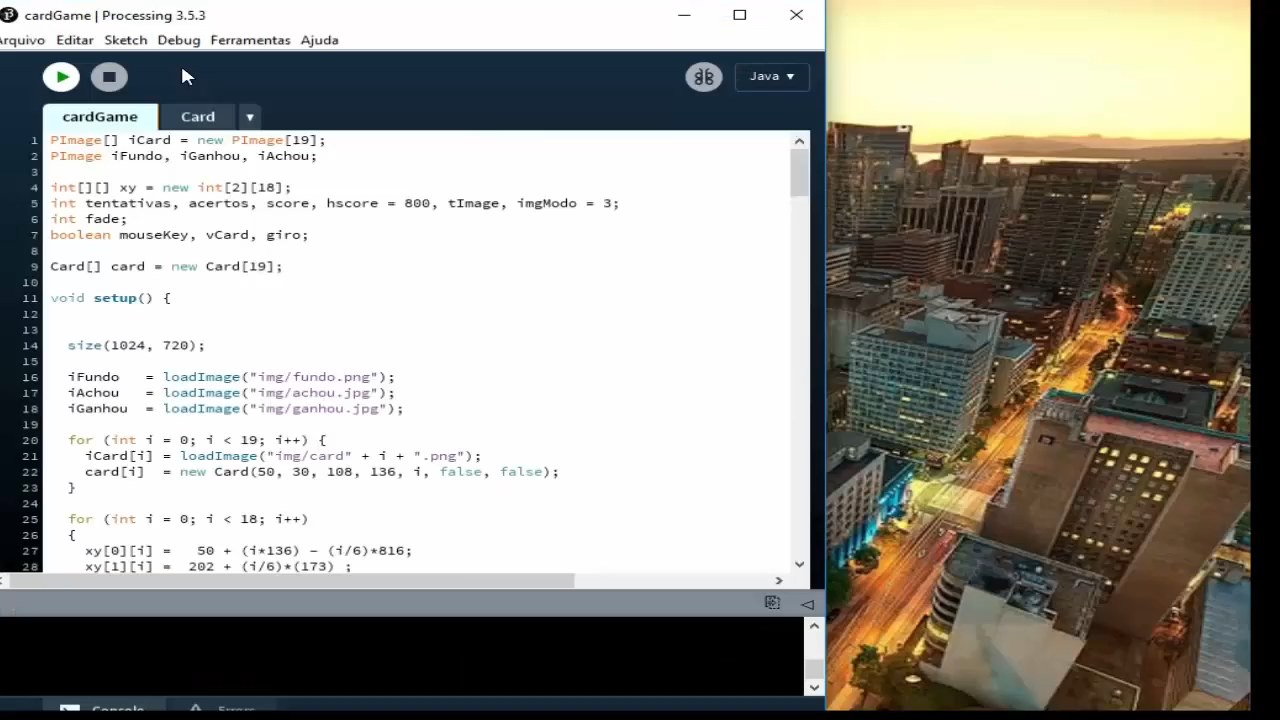 cardGame | Processing 3.5.3
Arquivo Editar Sketch Debug Ferramentas Ajuda
Java ▾
cardGame Card ▾
1 PImage[] iCard = new PImage[19];
2 PImage iFundo, iGanhou, iAchou;
3
4 int[][] xy = new int[2][18];
5 int tentativas, acertos, score, hscore = 800, tImage, imgModo = 3;
6 int fade;
7 boolean mouseKey, vCard, giro;
8
9 Card[] card = new Card[19];
10
11 void setup() {
12
13
14 size(1024, 720);
15
16 iFundo = loadImage("img/fundo.png");
17 iAchou = loadImage("img/achou.jpg");
18 iGanhou = loadImage("img/ganhou.jpg");
19
20 for (int i = 0; i < 19; i++) {
21 iCard[i] = loadImage("img/card" + i + ".png");
22 card[i] = new Card(50, 30, 108, 136, i, false, false);
23 }
24
25 for (int i = 0; i < 18; i++)
26 {
27 xy[0][i] = 50 + (i*136) - (i/6)*816;
28 xy[1][i] = 202 + (i/6)*(173) ;
Console Errors